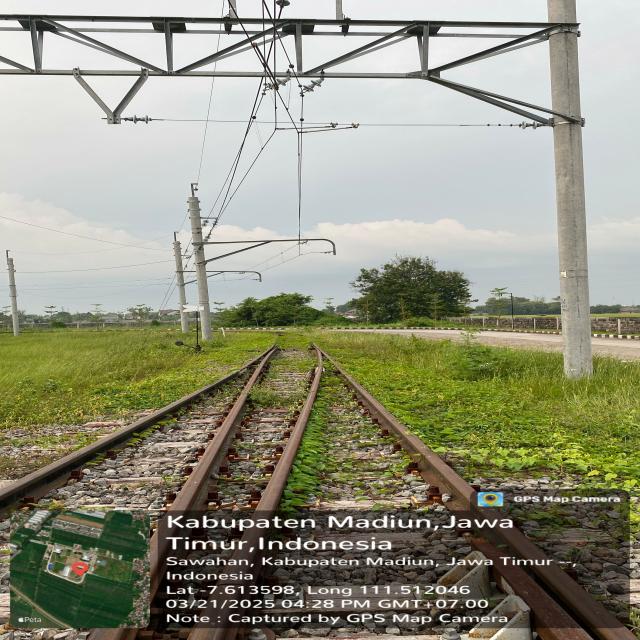 GPS Map Camera
Kabupaten Madiun,Jawa
Timur,Indonesia
Sawahan, Kabupaten Madiun, Jawa Timur --,
Indonesia
Lat -7.613598, Long 111.512046
03/21/2025 04:28 PM GMT+07:00
Note : Captured by GPS Map Camera
Peta